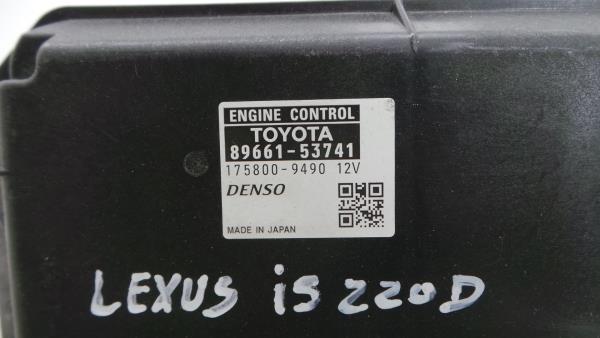 ENGINE CONTROL
TOYOTA
89661-53741
175800-9490 12V
DENSO
MADE IN JAPAN
LEXUS iS 220D